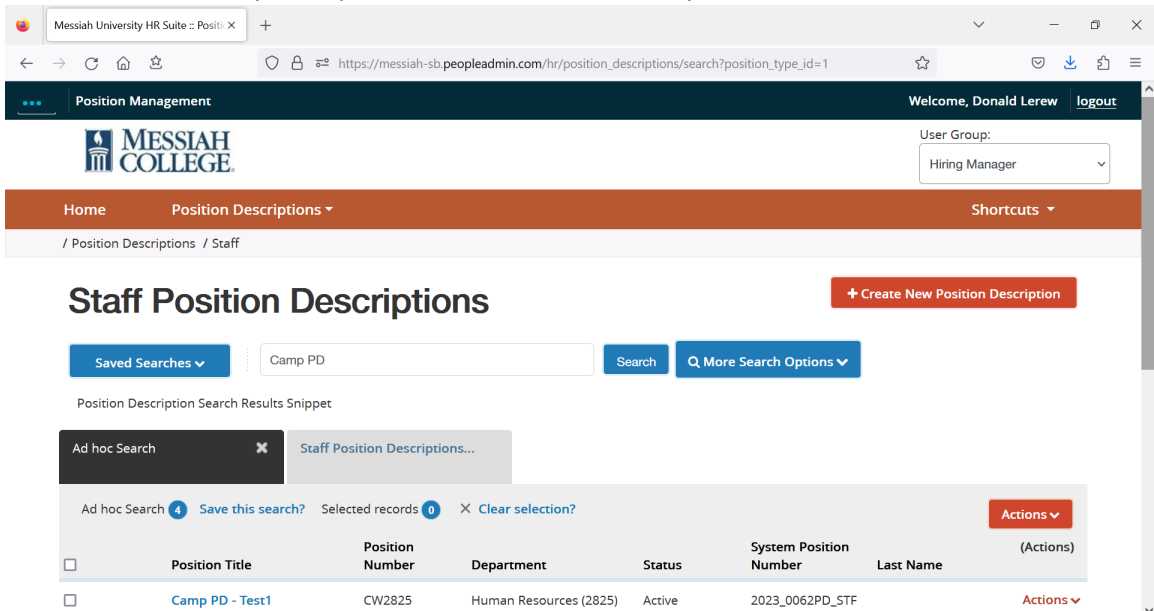 Messiah University HR Suite :: Positi
https://messiah-sb.peopleadmin.com/hr/position_descriptions/search?position_type_id=1
Position Management
Welcome, Donald Lerew
logout
MESSIAH
COLLEGE.
User Group:
Hiring Manager
Home
Position Descriptions
Shortcuts
/ Position Descriptions / Staff
Staff Position Descriptions
+ Create New Position Description
Saved Searches
Camp PD
Search
More Search Options
Position Description Search Results Snippet
Ad hoc Search
Staff Position Descriptions...
Ad hoc Search 4 Save this search? Selected records 0 Clear selection?
Actions
Position Title
Position
Number
Department
Status
System Position
Number
Last Name
(Actions)
Camp PD - Test1
CW2825
Human Resources (2825)
Active
2023_0062PD_STF
Actions